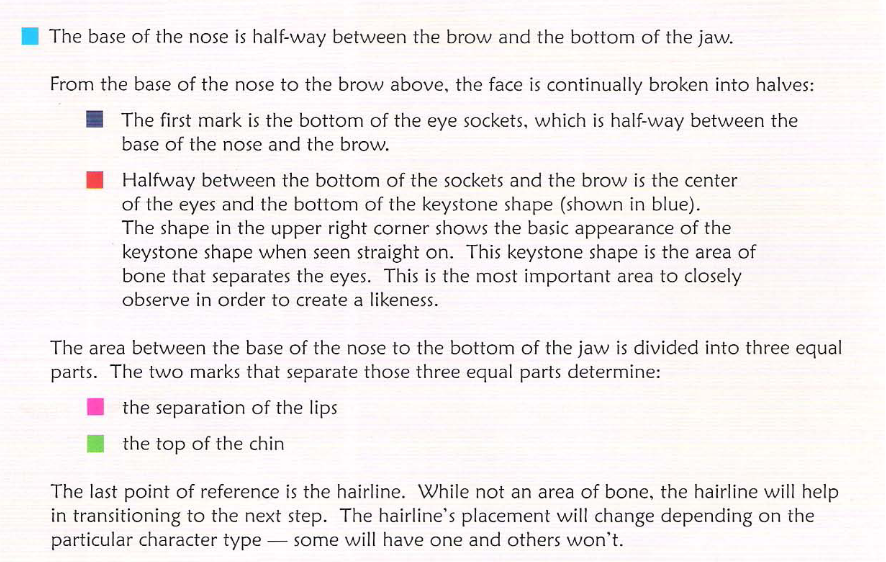 The base of the nose is half-way between the brow and the bottom of the jaw.
From the base of the nose to the brow above, the face is continually broken into halves:
The first mark is the bottom of the eye sockets, which is half-way between the
base of the nose and the brow.
Halfway between the bottom of the sockets and the brow is the center
of the eyes and the bottom of the keystone shape (shown in blue).
The shape in the upper right corner shows the basic appearance of the
keystone shape when seen straight on. This keystone shape is the area of
bone that separates the eyes. This is the most important area to closely
observe in order to create a likeness.
The area between the base of the nose to the bottom of the jaw is divided into three equal
parts. The two marks that separate those three equal parts determine:
the separation of the lips
the top of the chin
The last point of reference is the hairline. While not an area of bone, the hairline will help
in transitioning to the next step. The hairline's placement will change depending on the
particular character type — some will have one and others won't.